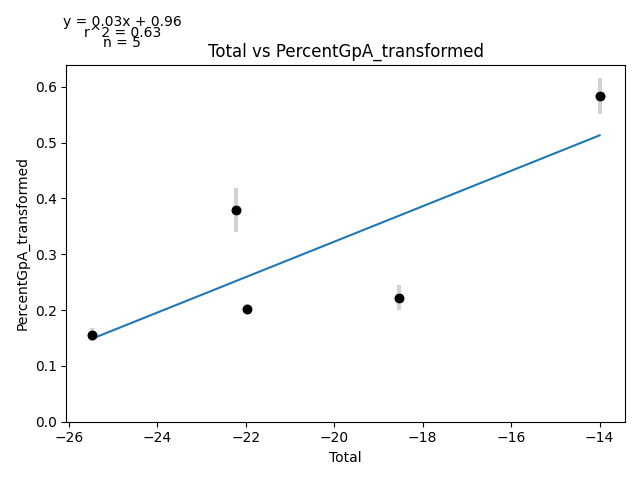 y = 0.03x + 0.96
r^2 = 0.63
n = 5
Total vs PercentGpA_transformed
PercentGpA_transformed
0.6
0.5
0.4
0.3
0.2
0.1
0.0
−26
−24
−22
−20
−18
−16
−14
Total